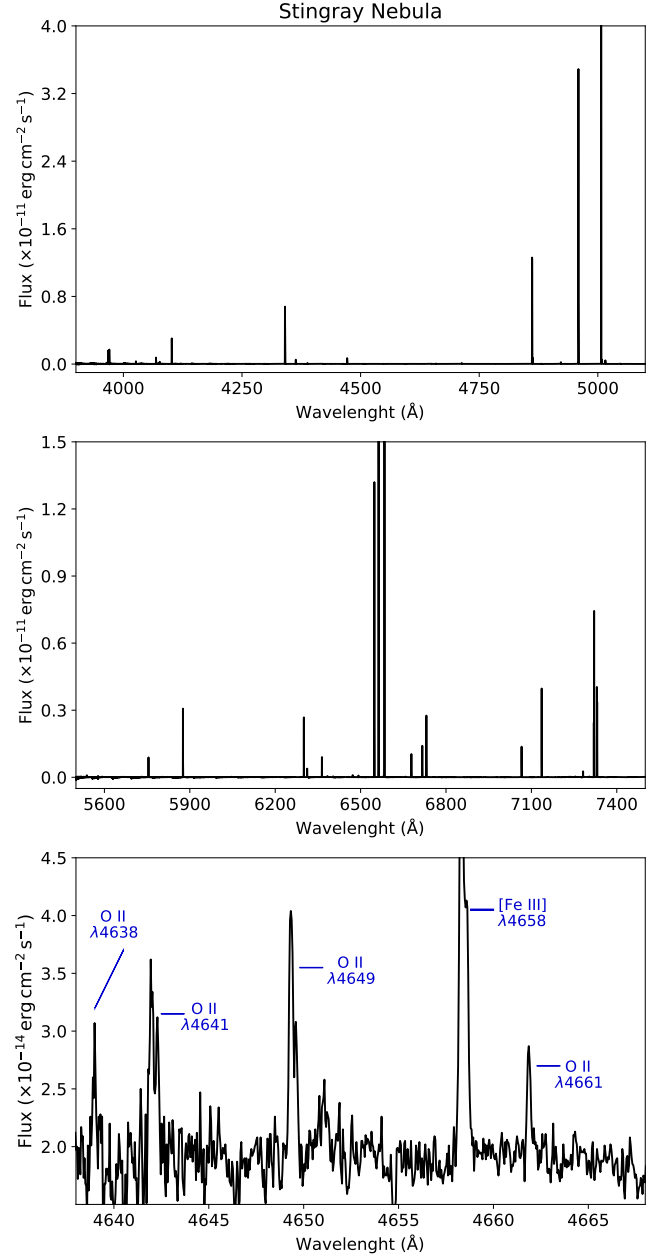 Stingray Nebula
4.0
3.2
2.4
1.6
0.8
0.0
Flux (×10⁻¹¹ erg cm⁻² s⁻¹)
4000 4250 4500 4750 5000
Wavelenght (Å)
1.5
1.2
0.9
0.6
0.3
0.0
Flux (×10⁻¹¹ erg cm⁻² s⁻¹)
5600 5900 6200 6500 6800 7100 7400
Wavelenght (Å)
4.5
4.0
3.5
3.0
2.5
2.0
Flux (×10⁻¹⁴ erg cm⁻² s⁻¹)
O II
λ4638
O II
λ4641
O II
λ4649
[Fe III]
λ4658
O II
λ4661
4640 4645 4650 4655 4660 4665
Wavelenght (Å)